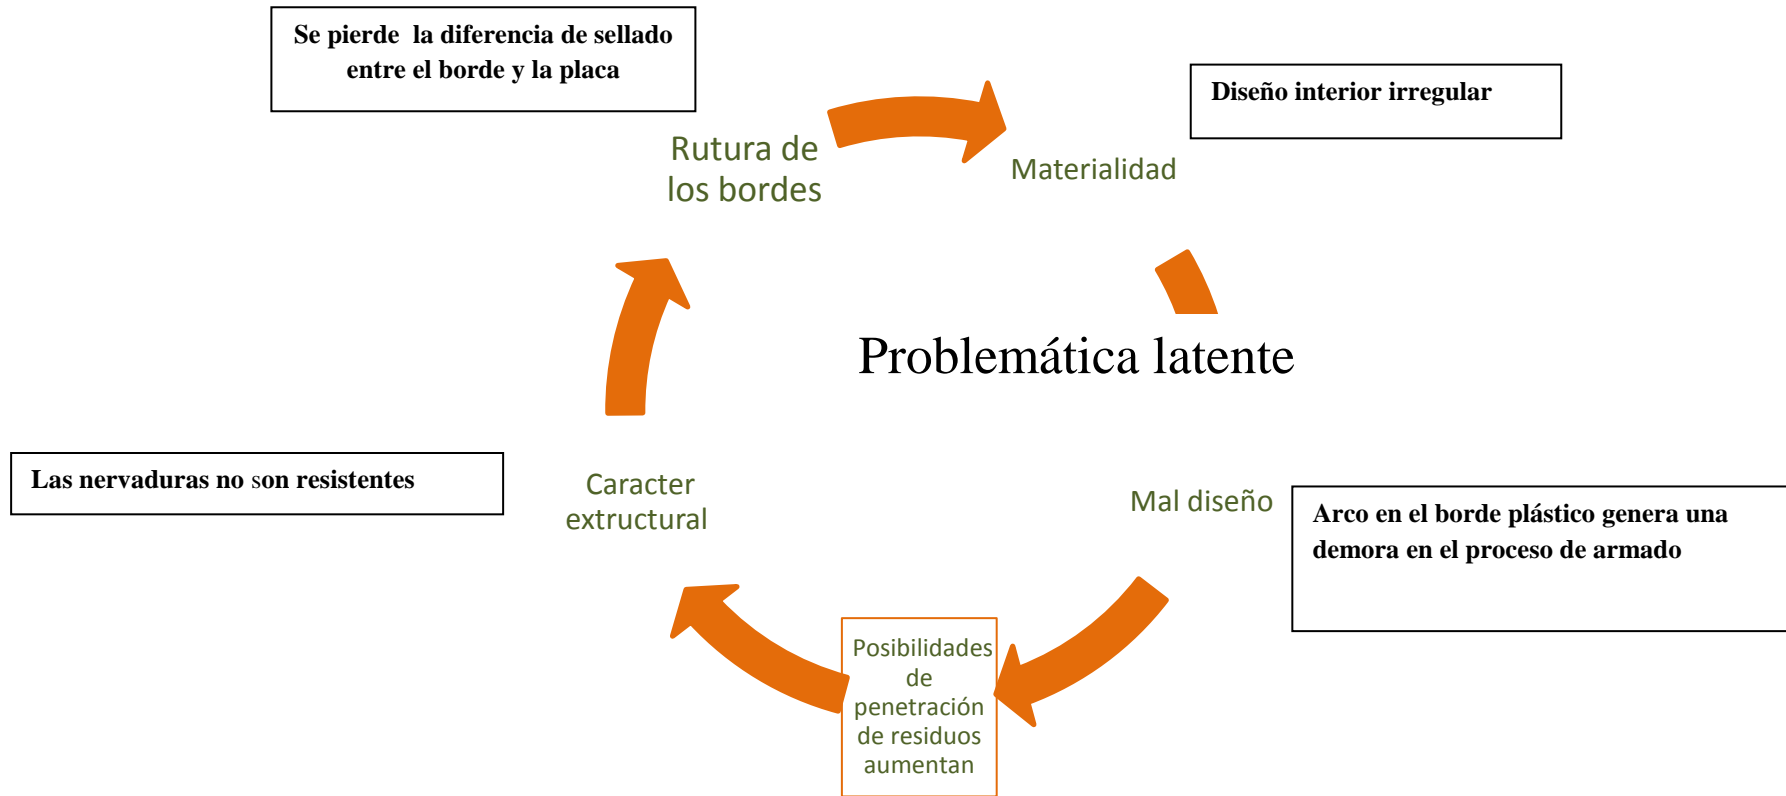 Se pierde  la diferencia de sellado
entre el borde y la placa
Diseño interior irregular
Rutura de
los bordes
Materialidad
Problemática latente
Las nervaduras no son resistentes
Caracter
extructural
Mal diseño
Arco en el borde plástico genera una
demora en el proceso de armado
Posibilidades
de
penetración
de residuos
aumentan